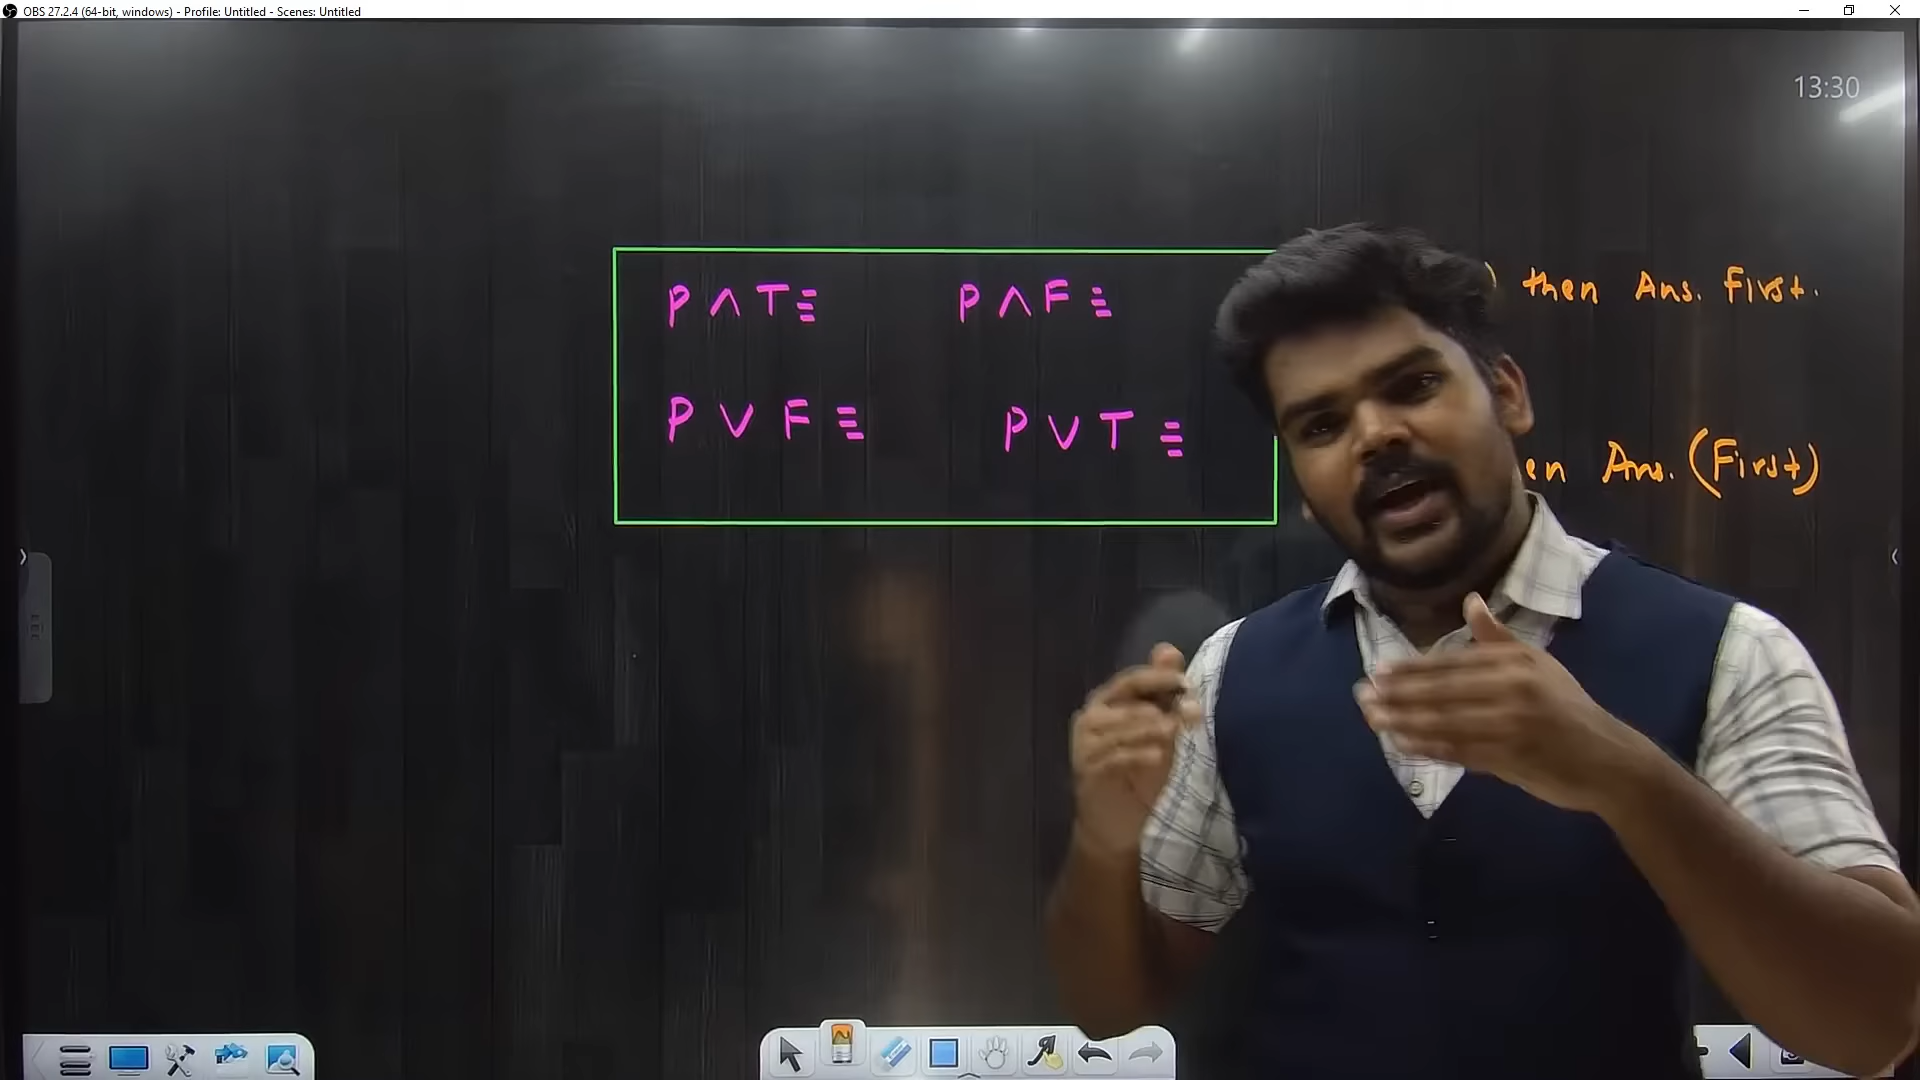 OBS 27.2.4 (64-bit, windows) - Profile: Untitled - Scenes: Untitled
13:30
P ∧ T ≡ P ∧ F ≡ ) then Ans. First.
P ∨ F ≡ P ∨ T ≡ en Ans. (First)